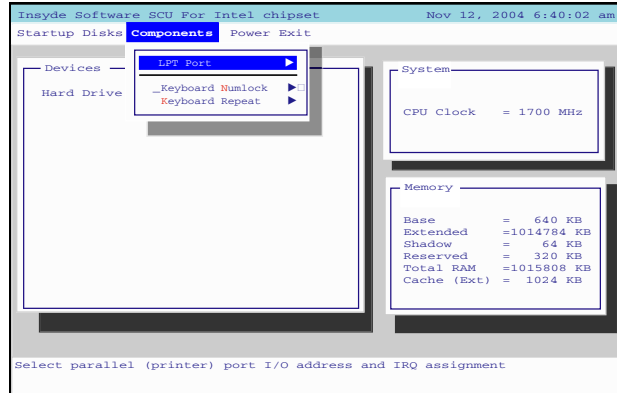 Insyde Software SCU For Intel chipset Nov 12, 2004 6:40:02 am
Startup Disks Components Power Exit
LPT Port
_Keyboard Numlock
Keyboard Repeat
Devices
Hard Drive
System
CPU Clock = 1700 MHz
Memory
Base = 640 KB
Extended =1014784 KB
Shadow = 64 KB
Reserved = 320 KB
Total RAM =1015808 KB
Cache (Ext) = 1024 KB
Select parallel (printer) port I/O address and IRQ assignment